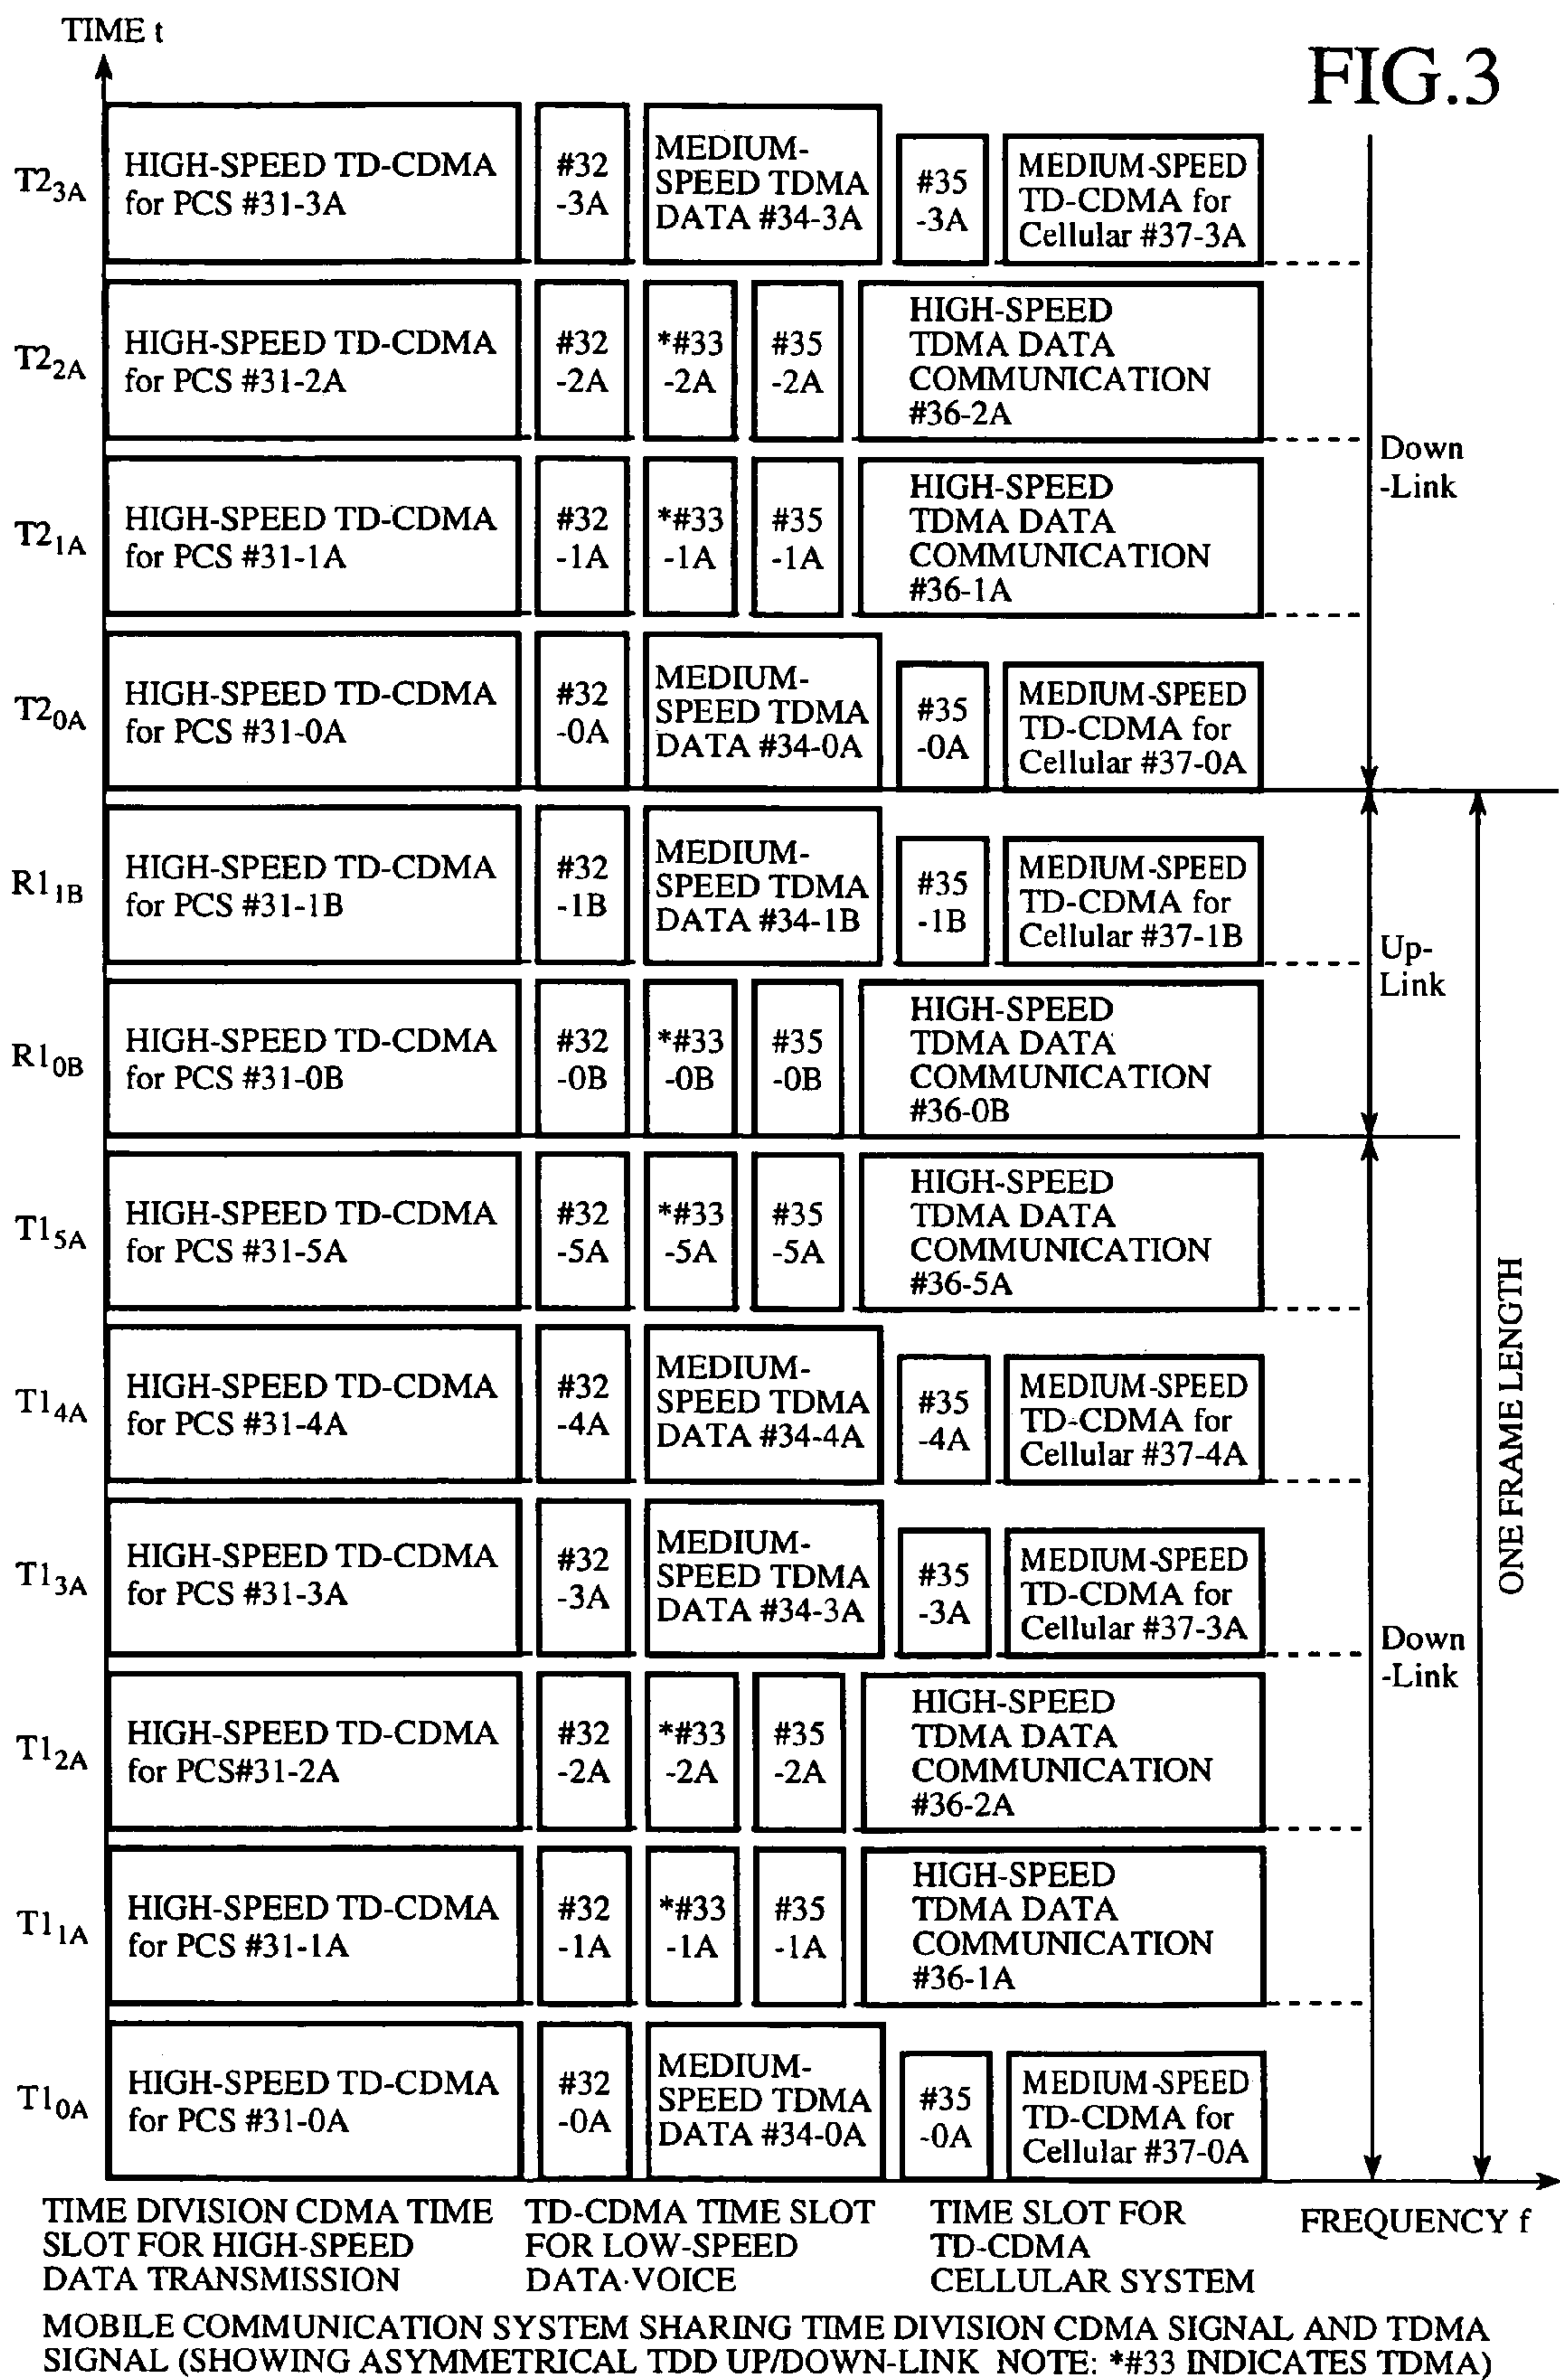 TIME t
FIG.3
T2 3A
HIGH-SPEED TD-CDMA
for PCS #31-3A
#32
-3A
MEDIUM-
SPEED TDMA
DATA #34-3A
#35
-3A
MEDIUM-SPEED
TD-CDMA for
Cellular #37-3A
T2 2A
HIGH-SPEED TD-CDMA
for PCS #31-2A
#32
-2A
*#33
-2A
#35
-2A
HIGH-SPEED
TDMA DATA
COMMUNICATION
#36-2A
Down
-Link
T2 1A
HIGH-SPEED TD-CDMA
for PCS #31-1A
#32
-1A
*#33
-1A
#35
-1A
HIGH-SPEED
TDMA DATA
COMMUNICATION
#36-1A
T2 0A
HIGH-SPEED TD-CDMA
for PCS #31-0A
#32
-0A
MEDIUM-
SPEED TDMA
DATA #34-0A
#35
-0A
MEDIUM-SPEED
TD-CDMA for
Cellular #37-0A
R1 1B
HIGH-SPEED TD-CDMA
for PCS #31-1B
#32
-1B
MEDIUM-
SPEED TDMA
DATA #34-1B
#35
-1B
MEDIUM-SPEED
TD-CDMA for
Cellular #37-1B
Up-
Link
R1 0B
HIGH-SPEED TD-CDMA
for PCS #31-0B
#32
-0B
*#33
-0B
#35
-0B
HIGH-SPEED
TDMA DATA
COMMUNICATION
#36-0B
T1 5A
HIGH-SPEED TD-CDMA
for PCS #31-5A
#32
-5A
*#33
-5A
#35
-5A
HIGH-SPEED
TDMA DATA
COMMUNICATION
#36-5A
ONE FRAME LENGTH
T1 4A
HIGH-SPEED TD-CDMA
for PCS #31-4A
#32
-4A
MEDIUM-
SPEED TDMA
DATA #34-4A
#35
-4A
MEDIUM-SPEED
TD-CDMA for
Cellular #37-4A
T1 3A
HIGH-SPEED TD-CDMA
for PCS #31-3A
#32
-3A
MEDIUM-
SPEED TDMA
DATA #34-3A
#35
-3A
MEDIUM-SPEED
TD-CDMA for
Cellular #37-3A
Down
-Link
T1 2A
HIGH-SPEED TD-CDMA
for PCS#31-2A
#32
-2A
*#33
-2A
#35
-2A
HIGH-SPEED
TDMA DATA
COMMUNICATION
#36-2A
T1 1A
HIGH-SPEED TD-CDMA
for PCS #31-1A
#32
-1A
*#33
-1A
#35
-1A
HIGH-SPEED
TDMA DATA
COMMUNICATION
#36-1A
T1 0A
HIGH-SPEED TD-CDMA
for PCS #31-0A
#32
-0A
MEDIUM-
SPEED TDMA
DATA #34-0A
#35
-0A
MEDIUM-SPEED
TD-CDMA for
Cellular #37-0A
TIME DIVISION CDMA TIME
SLOT FOR HIGH-SPEED
DATA TRANSMISSION
TD-CDMA TIME SLOT
FOR LOW-SPEED
DATA·VOICE
TIME SLOT FOR
TD-CDMA
CELLULAR SYSTEM
FREQUENCY f
MOBILE COMMUNICATION SYSTEM SHARING TIME DIVISION CDMA SIGNAL AND TDMA
SIGNAL (SHOWING ASYMMETRICAL TDD UP/DOWN-LINK NOTE: *#33 INDICATES TDMA)